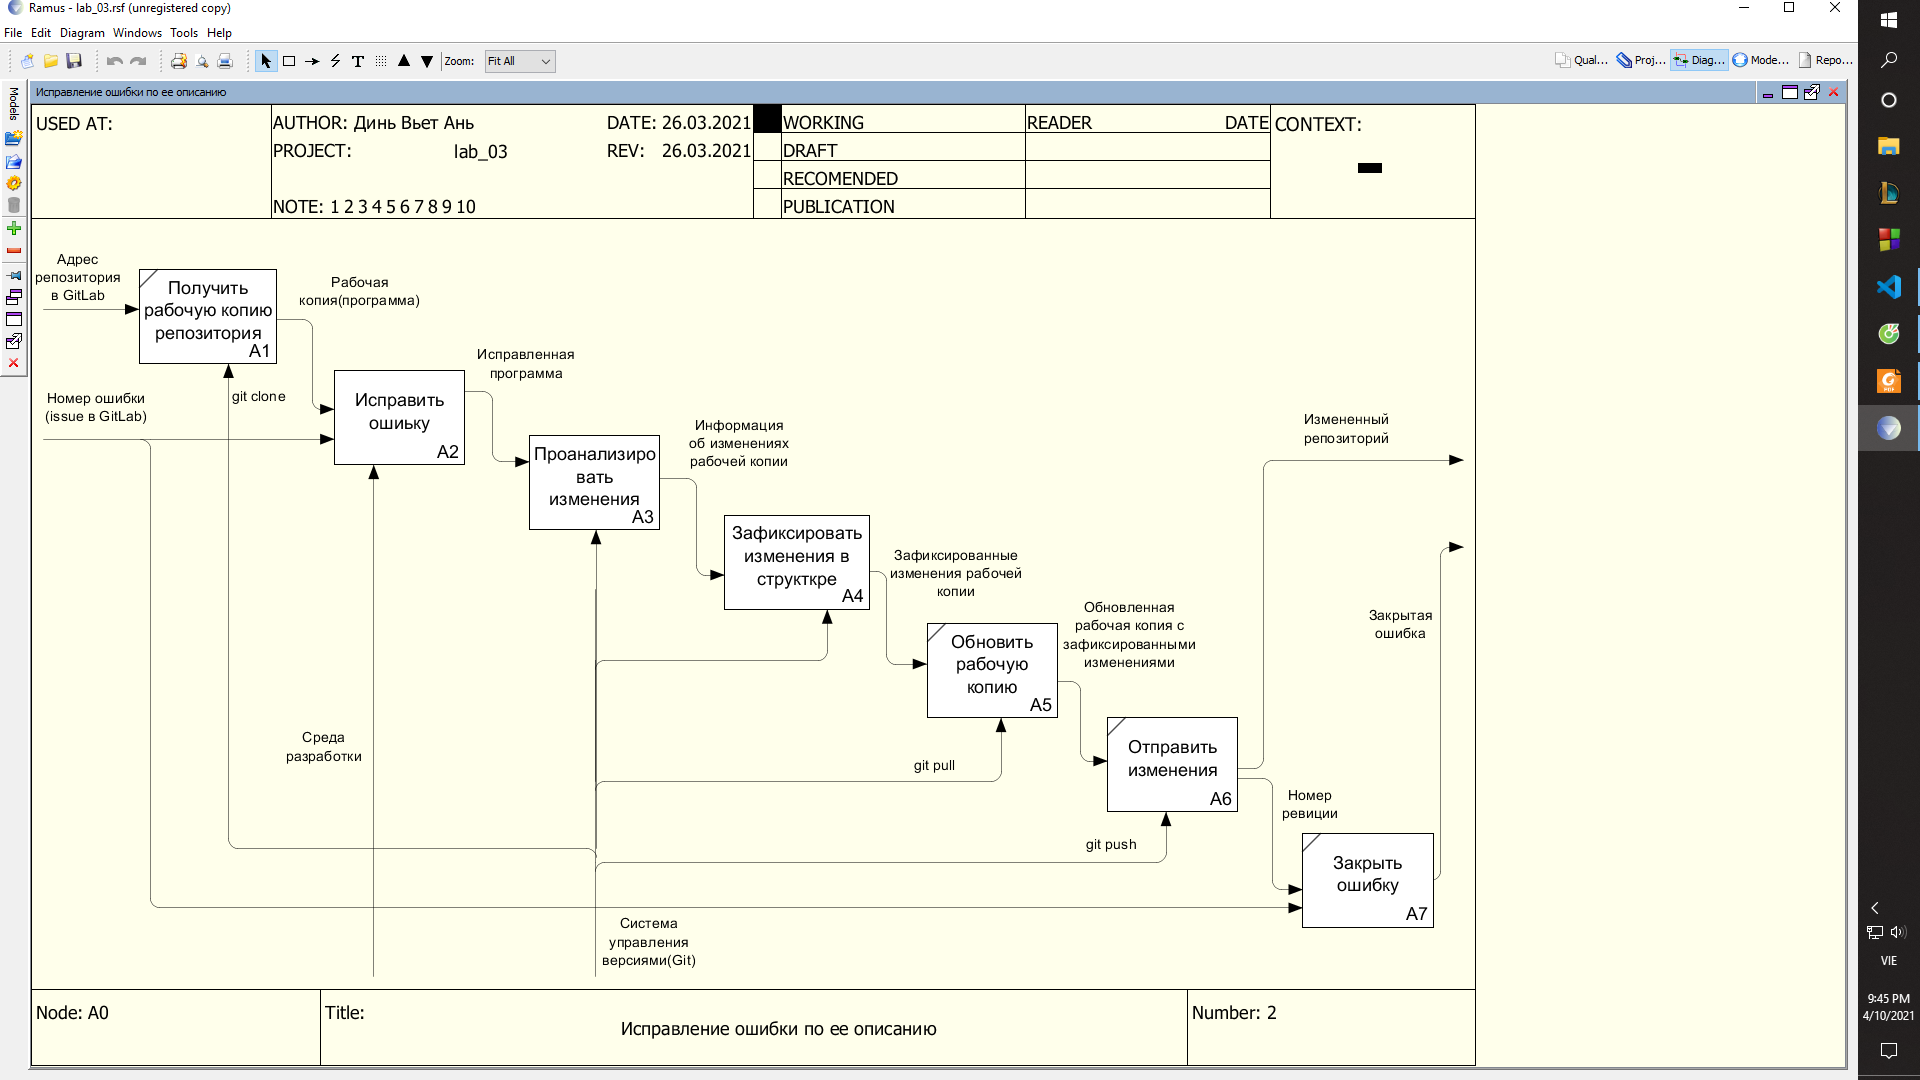 Ramus - lab_03.rsf (unregistered copy)
File Edit Diagram Windows Tools Help
Zoom: Fit All
Qual... Proj... Diag... Mode... Repo...
Models
Исправление ошибки по ее описанию
USED AT:
AUTHOR: Динь Вьет Ань
DATE: 26.03.2021
PROJECT: lab_03
REV: 26.03.2021
NOTE: 1 2 3 4 5 6 7 8 9 10
WORKING
DRAFT
RECOMENDED
PUBLICATION
READER DATE
CONTEXT:
Адрес
репозитория
в GitLab
Получить
рабочую копию
репозитория
A1
Рабочая
копия(программа)
Номер ошибки
(issue в GitLab)
git clone
Исправить
ошиьку
A2
Исправленная
программа
Проанализиро
вать
изменения
A3
Информация
об изменениях
рабочей копии
Зафиксировать
изменения в
структкре
A4
Зафиксированные
изменения рабочей
копии
Обновить
рабочую
копию
A5
Обновленная
рабочая копия с
зафиксированными
изменениями
Отправить
изменения
A6
Измененный
репозиторий
Закрытая
ошибка
Среда
разработки
git pull
git push
Номер
ревиции
Закрыть
ошибку
A7
Система
управления
версиями(Git)
Node: A0
Title:
Исправление ошибки по ее описанию
Number: 2
VIE
9:45 PM
4/10/2021